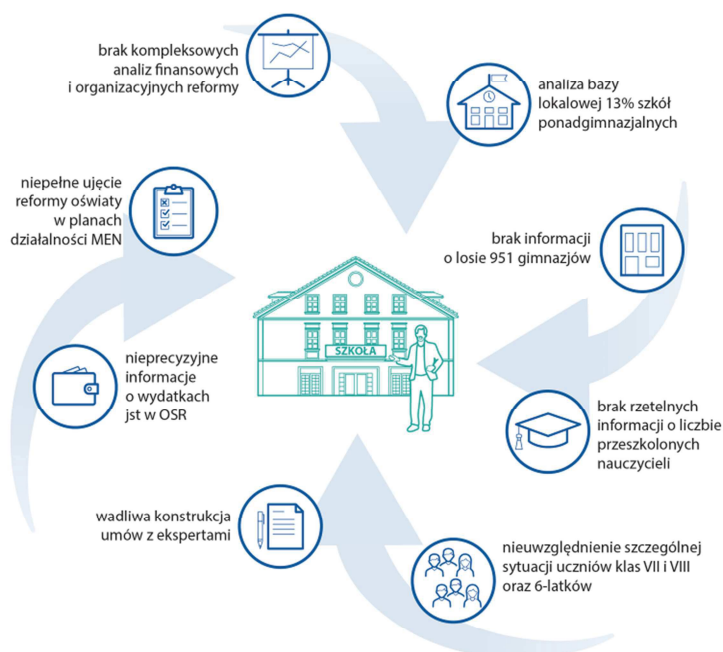 brak kompleksowych
analiz finansowych
i organizacyjnych reformy
analiza bazy
lokalowej 13% szkół
ponadgimnazjalnych
niepełne ujęcie
reformy oświaty
w planach
działalności MEN
brak informacji
o losie 951 gimnazjów
SZKOŁA
nieprecyzyjne
informacje
o wydatkach
jst w OSR
brak rzetelnych
informacji o liczbie
przeszkolonych
nauczycieli
wadliwa konstrukcja
umów z ekspertami
nieuwzględnienie szczególnej
sytuacji uczniów klas VII i VIII
oraz 6-latków